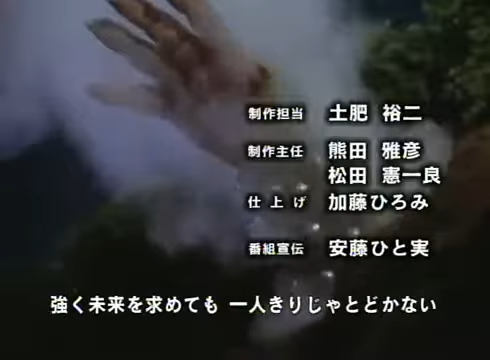 制作担当 土肥 裕二
制作主任 熊田 雅彦
松田 憲一良
仕上げ 加藤ひろみ
番組宣伝 安藤ひと実
強く未来を求めても 一人きりじゃとどかない